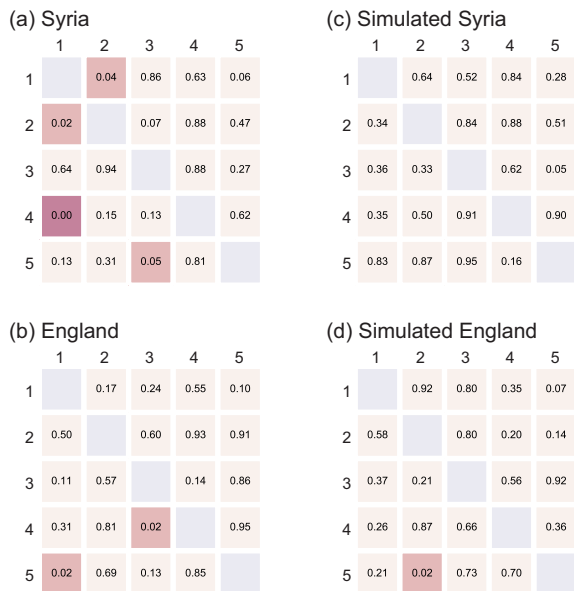 (a) Syria
1 2 3 4 5
1 0.04 0.86 0.63 0.06
2 0.02 0.07 0.88 0.47
3 0.64 0.94 0.88 0.27
4 0.00 0.15 0.13 0.62
5 0.13 0.31 0.05 0.81
(c) Simulated Syria
1 2 3 4 5
1 0.64 0.52 0.84 0.28
2 0.34 0.84 0.88 0.51
3 0.36 0.33 0.62 0.05
4 0.35 0.50 0.91 0.90
5 0.83 0.87 0.95 0.16
(b) England
1 2 3 4 5
1 0.17 0.24 0.55 0.10
2 0.50 0.60 0.93 0.91
3 0.11 0.57 0.14 0.86
4 0.31 0.81 0.02 0.95
5 0.02 0.69 0.13 0.85
(d) Simulated England
1 2 3 4 5
1 0.92 0.80 0.35 0.07
2 0.58 0.80 0.20 0.14
3 0.37 0.21 0.56 0.92
4 0.26 0.87 0.66 0.36
5 0.21 0.02 0.73 0.70